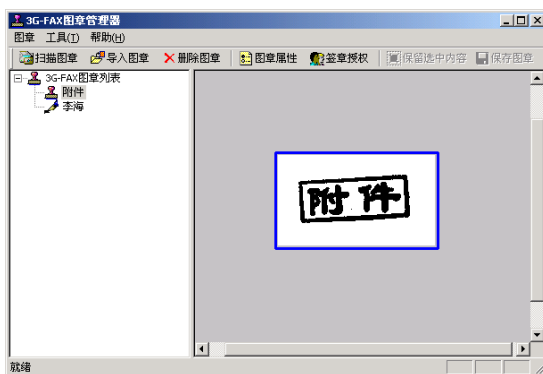 3G-FAX图章管理器
图章 工具(T) 帮助(H)
扫描图章 导入图章 删除图章 图章属性 签章授权 保留选中内容 保存图章
3G-FAX图章列表
附件
李海
附件
就绪